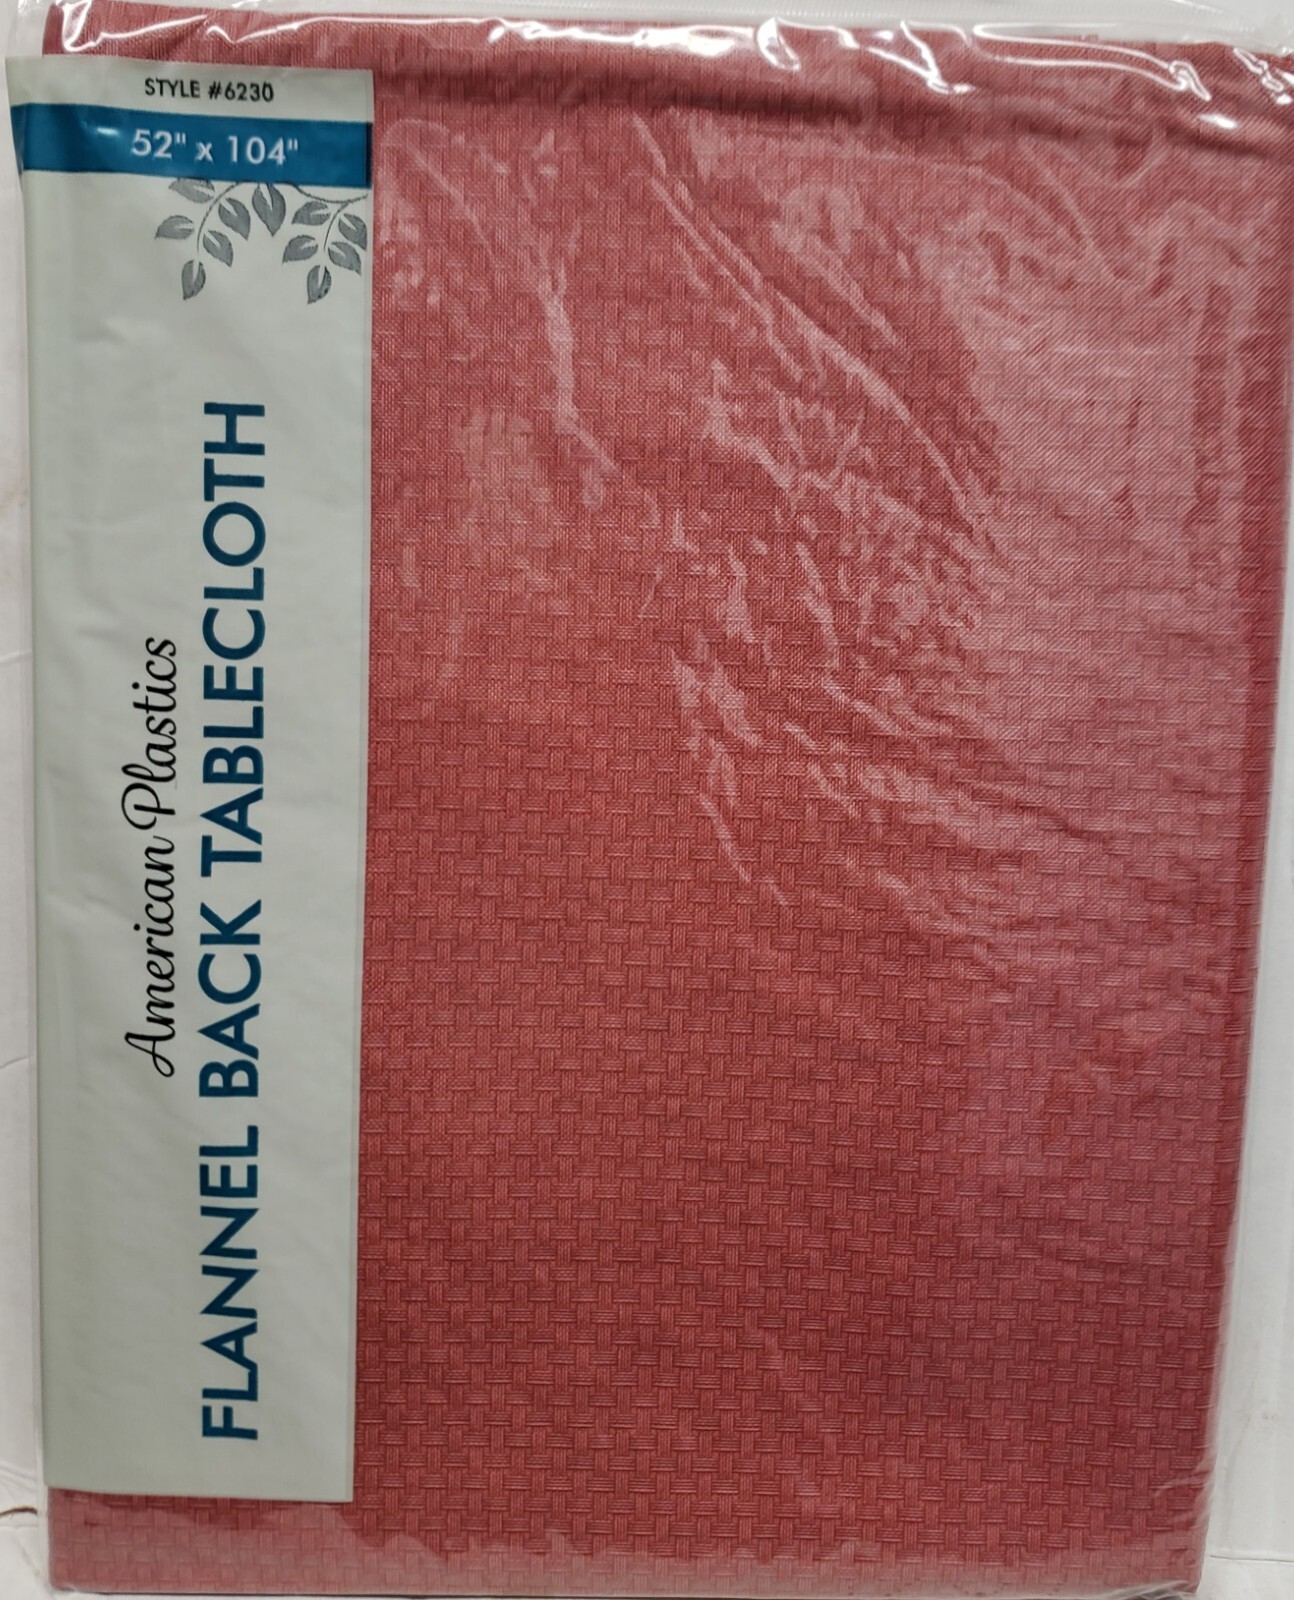 STYLE #6230
52" x 104"
American Plastics
FLANNEL BACK TABLECLOTH